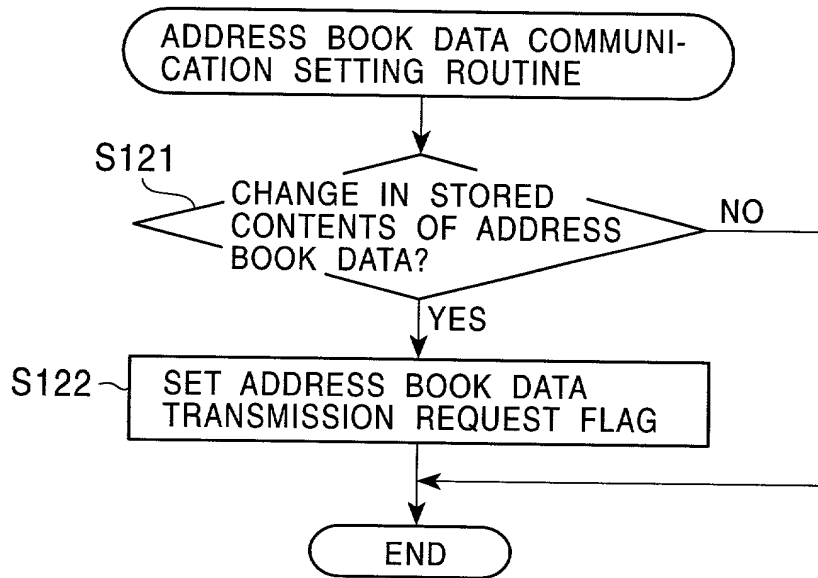 ADDRESS BOOK DATA COMMUNI-
CATION SETTING ROUTINE
S121
CHANGE IN STORED
CONTENTS OF ADDRESS
BOOK DATA?
NO
YES
S122
SET ADDRESS BOOK DATA
TRANSMISSION REQUEST FLAG
END